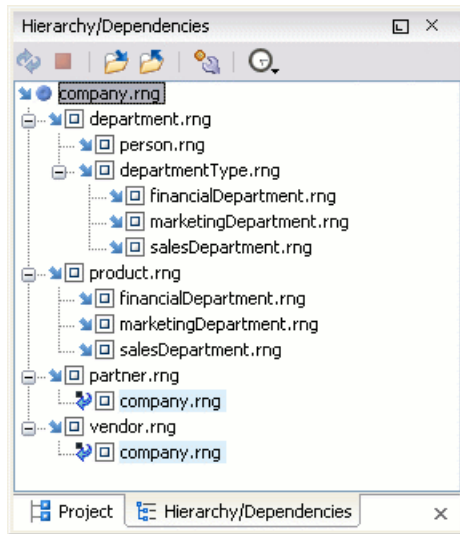 Hierarchy/Dependencies
company.rng
department.rng
person.rng
departmentType.rng
financialDepartment.rng
marketingDepartment.rng
salesDepartment.rng
product.rng
financialDepartment.rng
marketingDepartment.rng
salesDepartment.rng
partner.rng
company.rng
vendor.rng
company.rng
Project Hierarchy/Dependencies